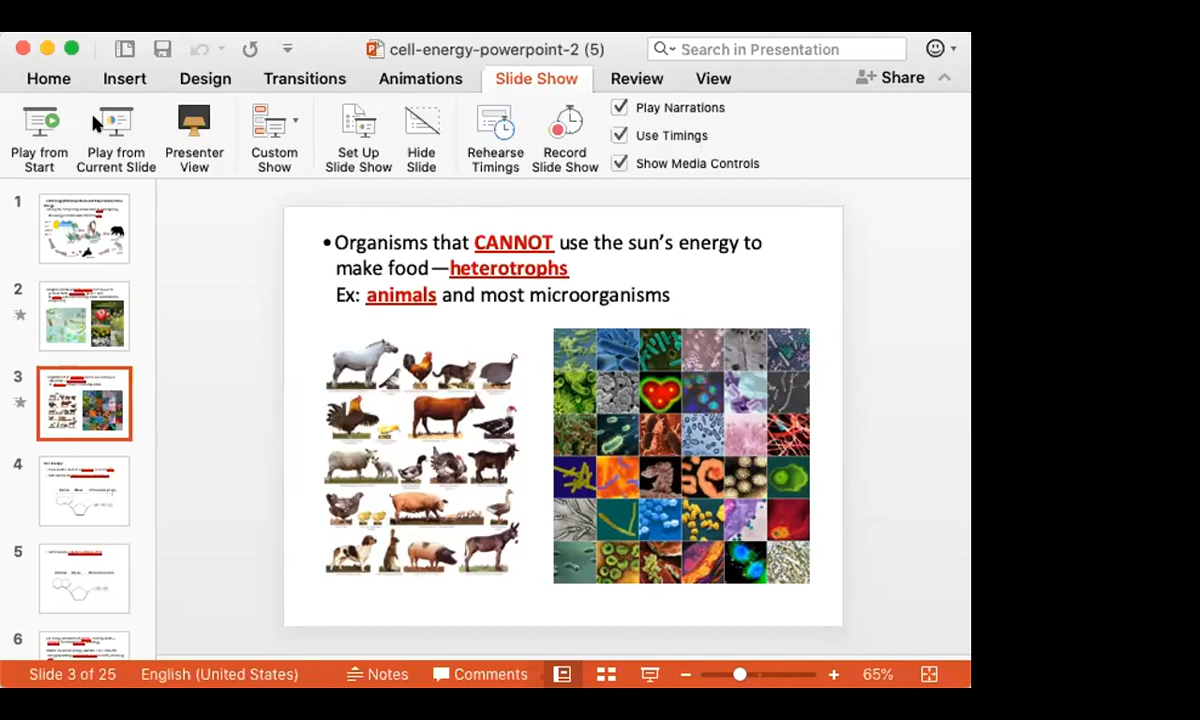 cell-energy-powerpoint-2 (5)
Search in Presentation
Home Insert Design Transitions Animations Slide Show Review View Share
Play from Start
Play from Current Slide
Presenter View
Custom Show
Set Up Slide Show
Hide Slide
Rehearse Timings
Record Slide Show
Play Narrations
Use Timings
Show Media Controls
1
2
3
4
5
6
•Organisms that CANNOT use the sun’s energy to
make food—heterotrophs
Ex: animals and most microorganisms
Slide 3 of 25 English (United States) Notes Comments 65%